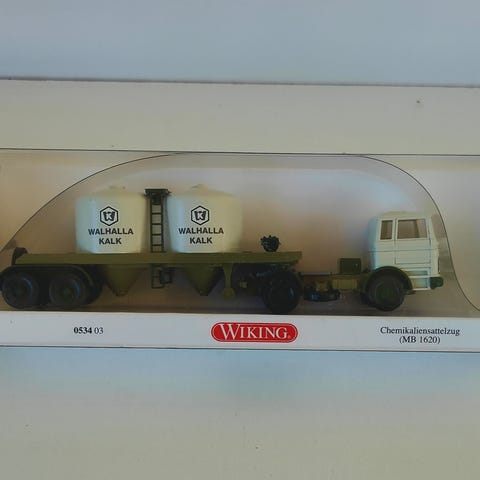 WALHALLA
KALK
WALHALLA
KALK
0534 03
WIKING
Chemikaliensattelzug
(MB 1620)